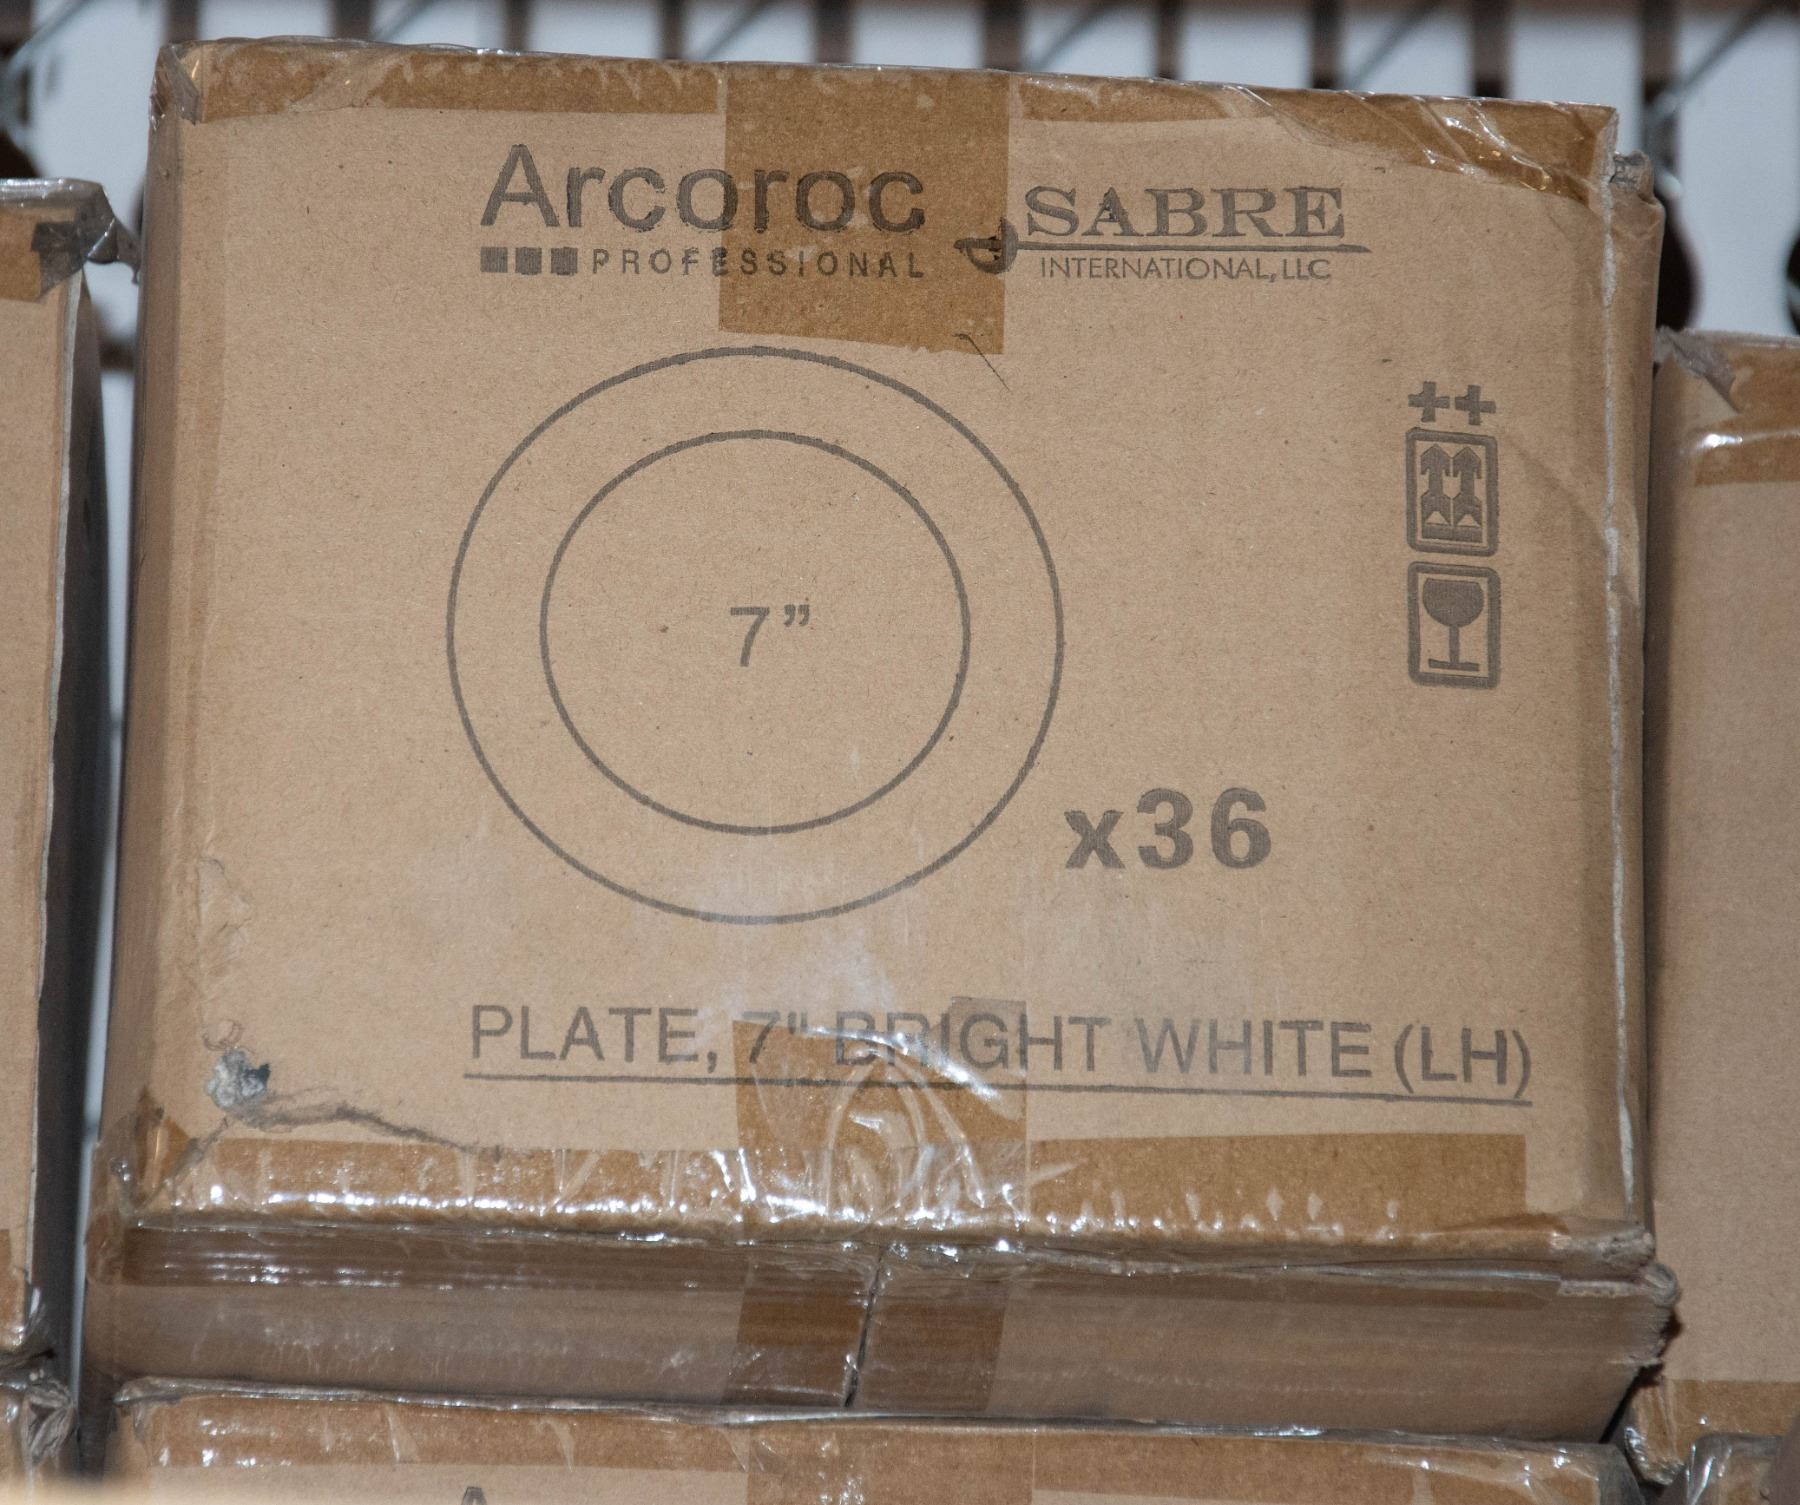 Arcoroc
PROFESSIONAL
SABRE
INTERNATIONAL, LLC
7”
x36
PLATE, 7" BRIGHT WHITE (LH)